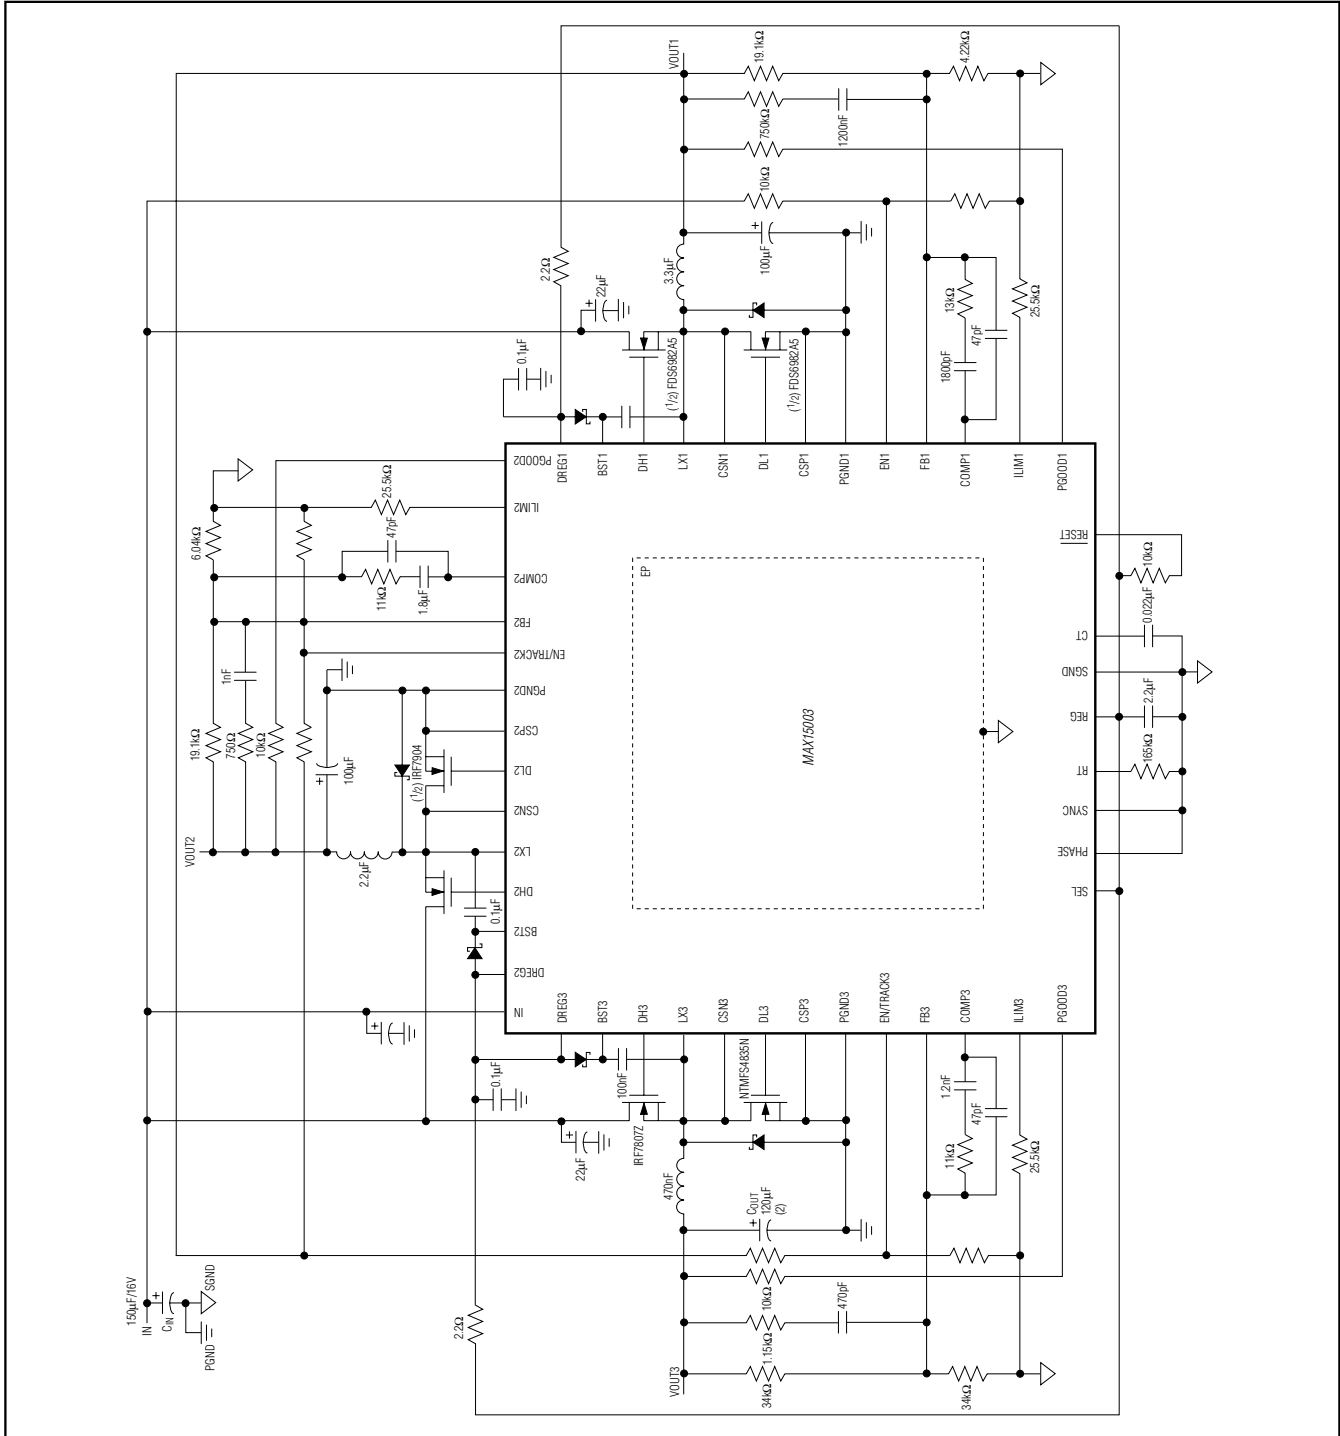 VOUT1
19.1kΩ
4.22kΩ
750kΩ
1200nF
10kΩ
+
100µF
2.2Ω
3.3µF
+
22µF
13kΩ
47pF
25.5kΩ
0.1µF
(1/2) FDS6982A5
(1/2) FDS6982A5
1800pF
DREG1
BST1
DH1
LX1
CSN1
DL1
CSP1
PGND1
EN1
FB1
COMP1
ILIM1
PGOOD1
PGOOD2
ILIM2
COMP2
FB2
EN/TRACK2
PGND2
CSP2
DL2
CSN2
LX2
DH2
BST2
DREG2
IN
25.5kΩ
6.04kΩ
47pF
11kΩ
1.8µF
1nF
19.1kΩ
750Ω
10kΩ
+
100µF
(1/2) IRF7904
VOUT2
2.2µF
0.1µF
+
EP
MAX15003
RESET
CT
SGND
REG
RT
SYNC
PHASE
SEL
10kΩ
0.022µF
2.2µF
165kΩ
DREG3
BST3
DH3
LX3
CSN3
DL3
CSP3
PGND3
EN/TRACK3
FB3
COMP3
ILIM3
PGOOD3
0.1µF
100nF
NTMFS4835N
1.2nF
47pF
+
22µF
IRF7807Z
470nF
11kΩ
25.5kΩ
COUT
+
120µF
(2)
150µF/16V
+
IN
CIN
SGND
PGND
2.2Ω
10kΩ
470pF
1.15kΩ
VOUT3
34kΩ
34kΩ